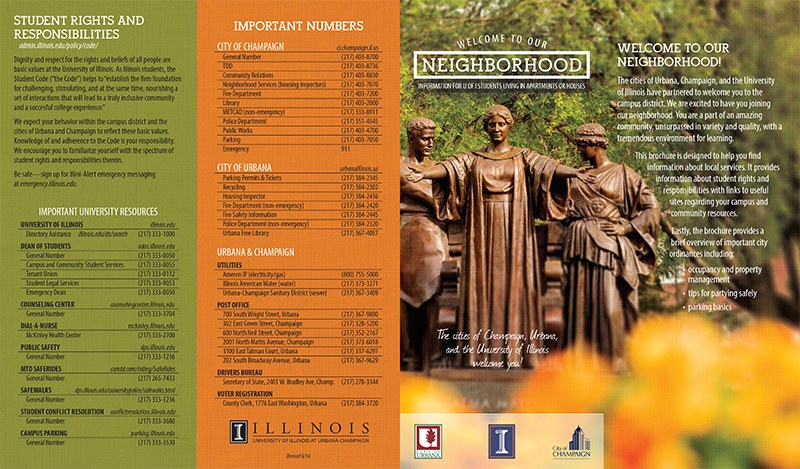 STUDENT RIGHTS AND
RESPONSIBILITIES
admin.illinois.edu/policy/code/
Dignity and respect for the rights and beliefs of all people are
basic values at the University of Illinois. As Illinois students, the
Student Code ("the Code") helps to "establish the firm foundation
for challenging, stimulating, and at the same time, nourishing a
set of interactions that will lead to a truly inclusive community
and a succesful college experience."
We expect your behavior within the campus district and the
cities of Urbana and Champaign to reflect these basic values.
Knowledge of and adherence to the Code is your responsibility.
We encourage you to familiarize yourself with the spectrum of
student rights and responsibilities therein.
Be safe—sign up for Illini-Alert emergency messaging
at emergency.illinois.edu.
IMPORTANT UNIVERSITY RESOURCES
UNIVERSITY OF ILLINOIS illinois.edu
Directory Asistance illinois.edu/ds/search (217) 333-1000
DEAN OF STUDENTS odos.illinois.edu
General Number (217) 333-0050
Campus and Community Student Services (217) 333-0055
Tenant Union (217) 333-0112
Student Legal Services (217) 333-9053
Emergency Dean (217) 333-0050
COUNSELING CENTER counselingcenter.illinois.edu
General Number (217) 333-3704
DIAL-A-NURSE mckinley.illinois.edu
McKinley Health Center (217) 333-2700
PUBLIC SAFETY dps.illinois.edu
General Number (217) 333-1216
MTD SAFERIDES cumtd.com/riding/SafeRides
General Number (217) 265-7433
SAFEWALKS dps.illinois.edu/universitypolice/safewalks.html
General Number (217) 333-1216
STUDENT CONFLICT RESOLUTION conflictresolution.illinois.edu
General Number (217) 333-3680
CAMPUS PARKING parking.illinois.edu
General Number (217) 333-3530
IMPORTANT NUMBERS
CITY OF CHAMPAIGN ci.champaign.il.us
General Number (217) 403-8700
TDD (217) 403-8736
Community Relations (217) 403-8830
Neighborhood Services (housing inspectors) (217) 403-7070
Fire Department (217) 403-7200
Library (217) 403-2000
METCAD (non-emergency) (217) 333-8911
Police Department (217) 351-4545
Public Works (217) 403-4700
Parking (217) 403-7050
Emergency 911
CITY OF URBANA urbanaillinois.us
Parking Permits & Tickets (217) 384-2345
Recycling (217) 384-2302
Housing Inspector (217) 384-2436
Fire Department (non-emergency) (217) 384-2420
Fire Safety Information (217) 384-2445
Police Department (non-emergency) (217) 384-2320
Urbana Free Library (217) 367-4057
URBANA & CHAMPAIGN
UTILITIES
Ameren IP (electricity/gas) (800) 755-5000
Illinois American Water (water) (217) 373-3271
Urbana-Champaign Sanitary District (sewer) (217) 367-3409
POST OFFICE
700 South Wright Street, Urbana (217) 367-9890
302 East Green Street, Champaign (217) 328-5200
600 North Neil Street, Champaign (217) 352-2167
2001 North Mattis Avenue, Champaign (217) 373-6018
3100 East Tatman Court, Urbana (217) 337-6297
202 South Broadway Avenue, Urbana (217) 367-9629
DRIVERS BUREAU
Secretary of State, 2401 W. Bradley Ave, Champ. (217) 278-3344
VOTER REGISTRATION
County Clerk, 1776 East Washington, Urbana (217) 384-3720
I ILLINOIS
UNIVERSITY OF ILLINOIS AT URBANA-CHAMPAIGN
Revised 6/14
WELCOME TO OUR
NEIGHBORHOOD
INFORMATION FOR U OF I STUDENTS LIVING IN APARTMENTS OR HOUSES
The cities of Champaign, Urbana,
and the University of Illinois
welcome you!
URBANA
I
City of
CHAMPAIGN
WELCOME TO OUR
NEIGHBORHOOD!
The cities of Urbana, Champaign, and the University
of Illinois have partnered to welcome you to the
campus district. We are excited to have you joining
our neighborhood. You are a part of an amazing
community, unsurpassed in variety and quality, with a
tremendous environment for learning.
This brochure is designed to help you find
information about local services. It provides
information about student rights and
responsibilities with links to useful
sites regarding your campus and
community resources.
Lastly, the brochure provides a
brief overview of important city
ordinances including:
• occupancy and property
management
• tips for partying safely
• parking basics